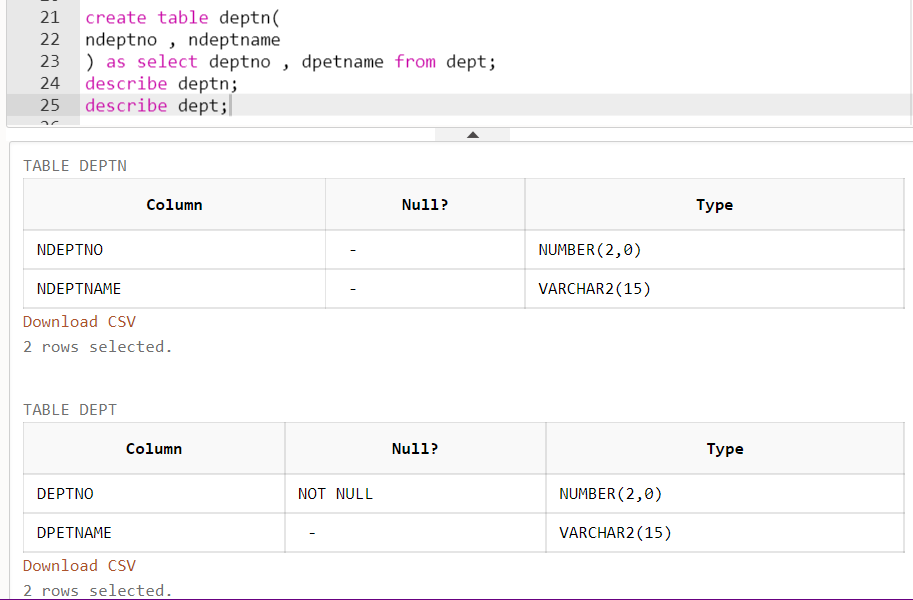 21 create table deptn(
22 ndeptno , ndeptname
23 ) as select deptno , dpetname from dept;
24 describe deptn;
25 describe dept;
TABLE DEPTN
Column Null? Type
NDEPTNO - NUMBER(2,0)
NDEPTNAME - VARCHAR2(15)
Download CSV
2 rows selected.
TABLE DEPT
Column Null? Type
DEPTNO NOT NULL NUMBER(2,0)
DPETNAME - VARCHAR2(15)
Download CSV
2 rows selected.